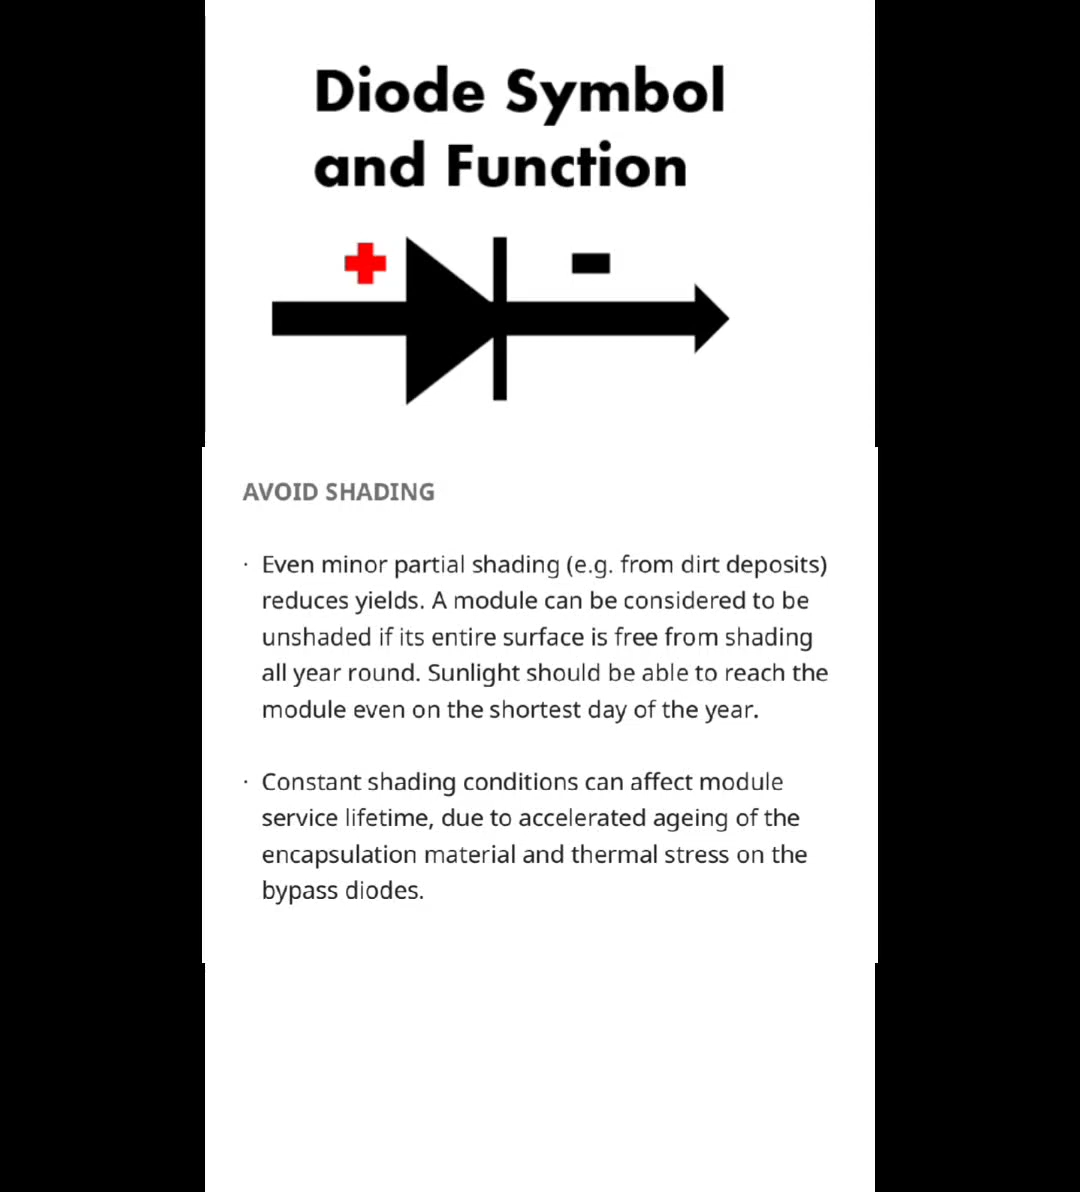 Diode Symbol
and Function
+ -
AVOID SHADING
· Even minor partial shading (e.g. from dirt deposits)
reduces yields. A module can be considered to be
unshaded if its entire surface is free from shading
all year round. Sunlight should be able to reach the
module even on the shortest day of the year.
· Constant shading conditions can affect module
service lifetime, due to accelerated ageing of the
encapsulation material and thermal stress on the
bypass diodes.